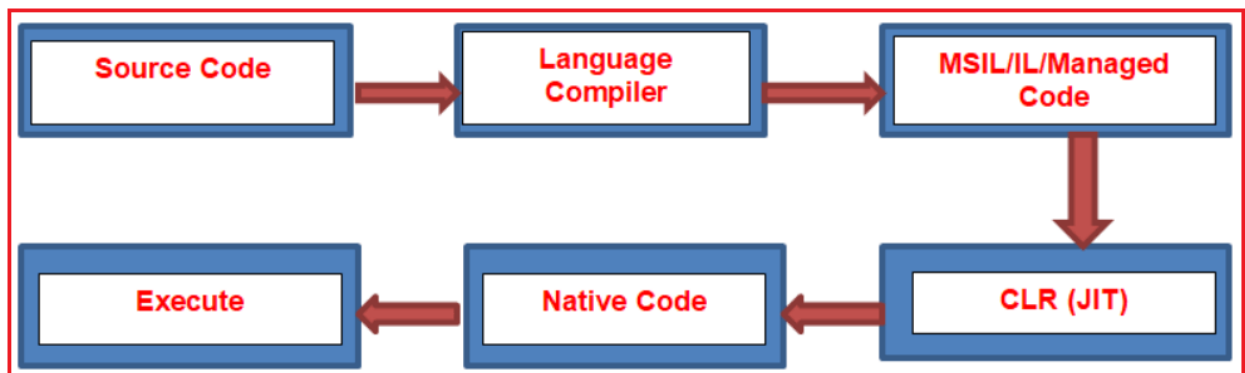 Source Code
Language
Compiler
MSIL/IL/Managed
Code
CLR (JIT)
Native Code
Execute